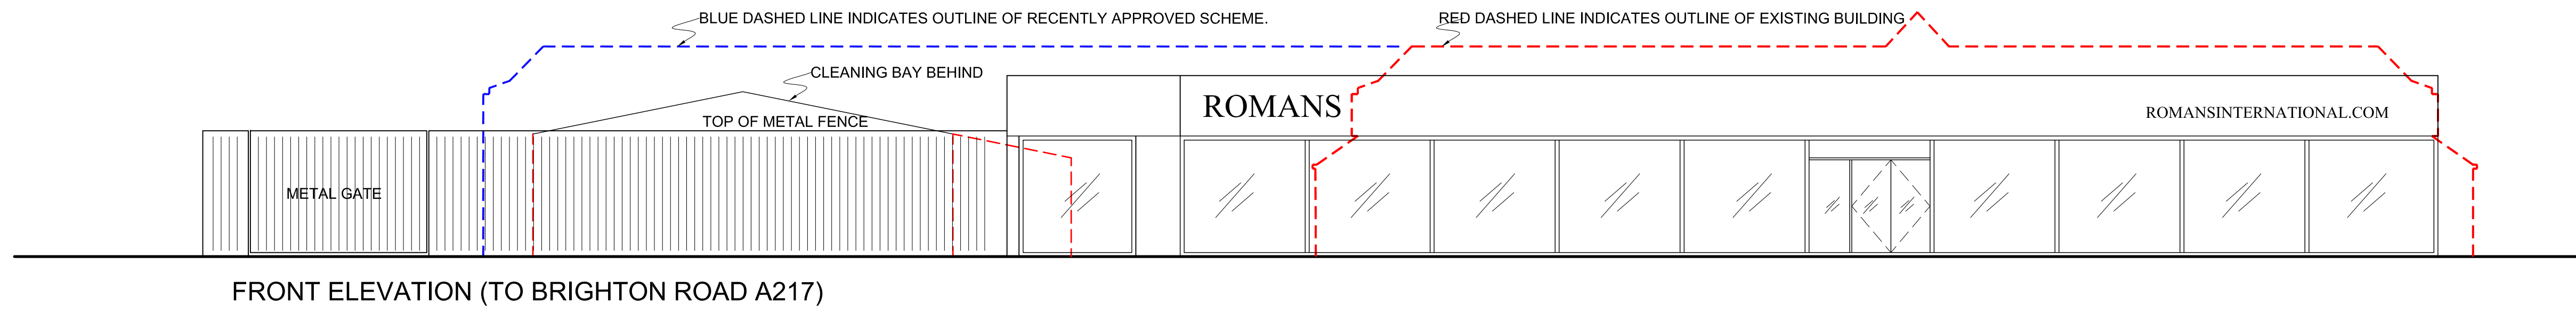 BLUE DASHED LINE INDICATES OUTLINE OF RECENTLY APPROVED SCHEME.
RED DASHED LINE INDICATES OUTLINE OF EXISTING BUILDING
CLEANING BAY BEHIND
ROMANS
ROMANSINTERNATIONAL.COM
TOP OF METAL FENCE
METAL GATE
FRONT ELEVATION (TO BRIGHTON ROAD A217)